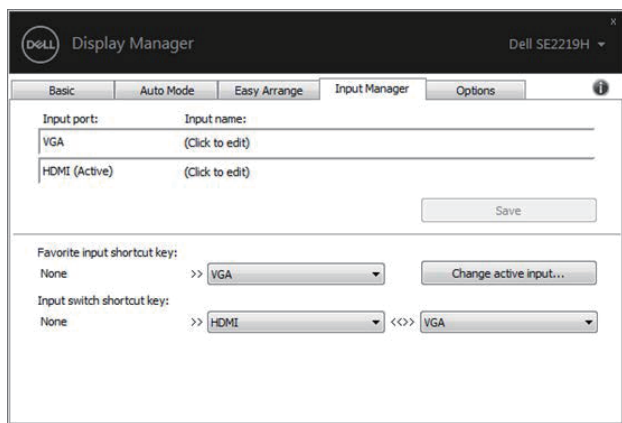 x
DELL Display Manager Dell SE2219H
Basic Auto Mode Easy Arrange Input Manager Options i
Input port: Input name:
VGA (Click to edit)
HDMI (Active) (Click to edit)
Save
Favorite input shortcut key:
None >> VGA Change active input...
Input switch shortcut key:
None >> HDMI <<>> VGA